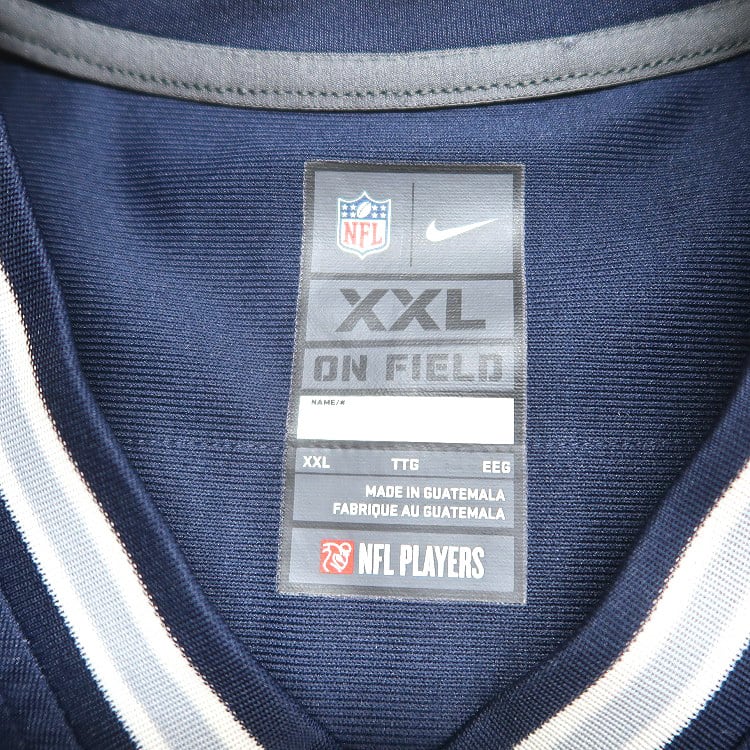 NFL
XXL
ON FIELD
NAME/#
XXL TTG EEG
MADE IN GUATEMALA
FABRIQUE AU GUATEMALA
NFL PLAYERS